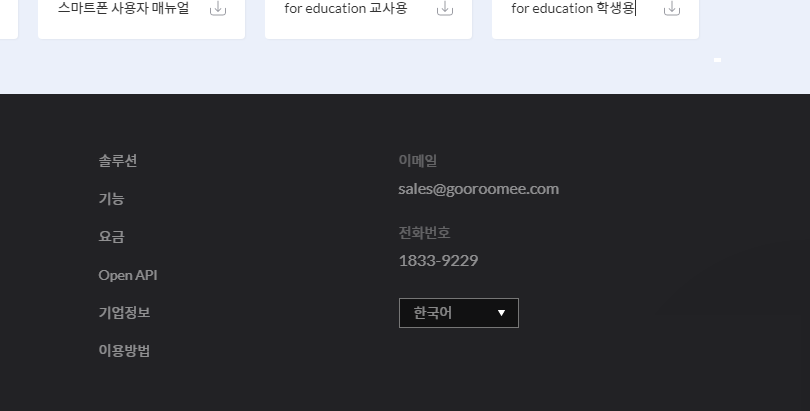 스마트폰 사용자 매뉴얼
for education 교사용
for education 학생용
솔루션
기능
요금
Open API
기업정보
이용방법
이메일
sales@gooroomee.com
전화번호
1833-9229
한국어